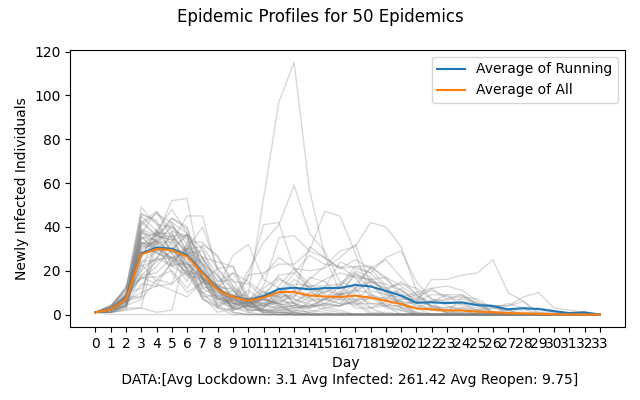 Epidemic Profiles for 50 Epidemics
120
100
80
60
40
20
0
Newly Infected Individuals
Average of Running
Average of All
0 1 2 3 4 5 6 7 8 9 10 11 12 13 14 15 16 17 18 19 20 21 22 23 24 25 26 27 28 29 30 31 32 33
Day
DATA:[Avg Lockdown: 3.1 Avg Infected: 261.42 Avg Reopen: 9.75]